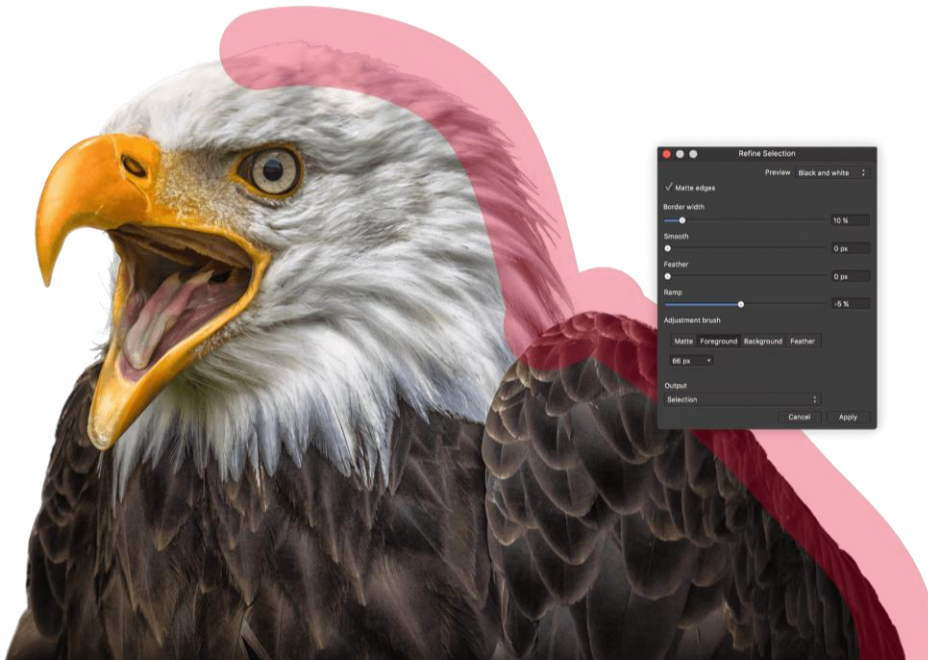 Refine Selection
Preview Black and white
Matte edges
Border width
10 %
Smooth
0 px
Feather
0 px
Ramp
-5 %
Adjustment brush
Matte Foreground Background Feather
66 px
Output
Selection
Cancel Apply